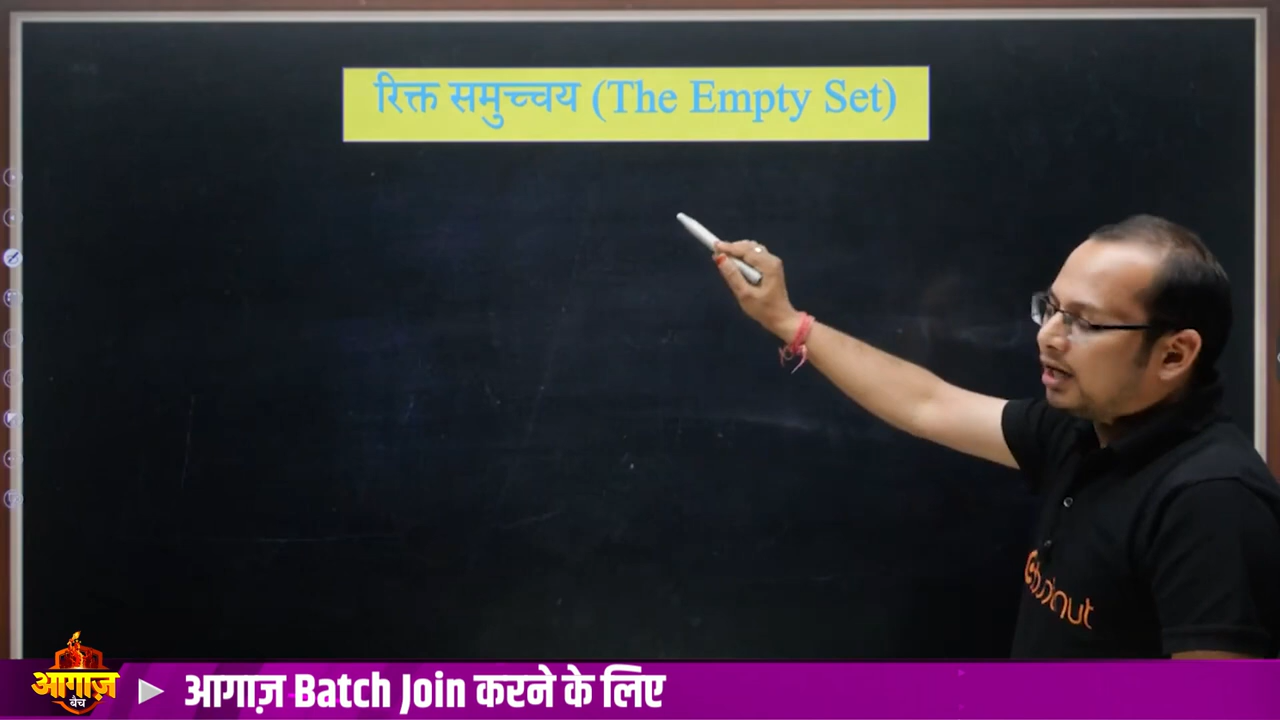 रिक्त समुच्चय (The Empty Set)
आगाज़
बैच
आगाज़ Batch Join करने के लिए